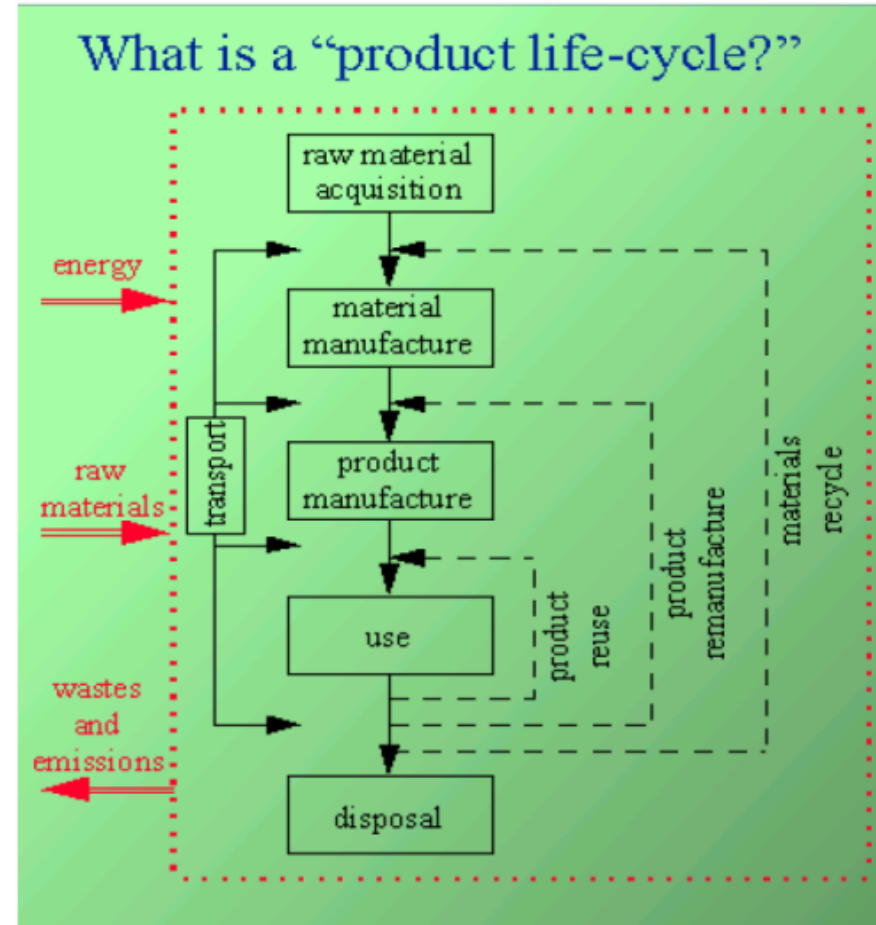 What is a “product life-cycle?”
raw material
acquisition
energy
material
manufacture
transport
raw
materials
product
manufacture
materials
recycle
product
remanufacture
product
reuse
use
wastes
and
emissions
disposal